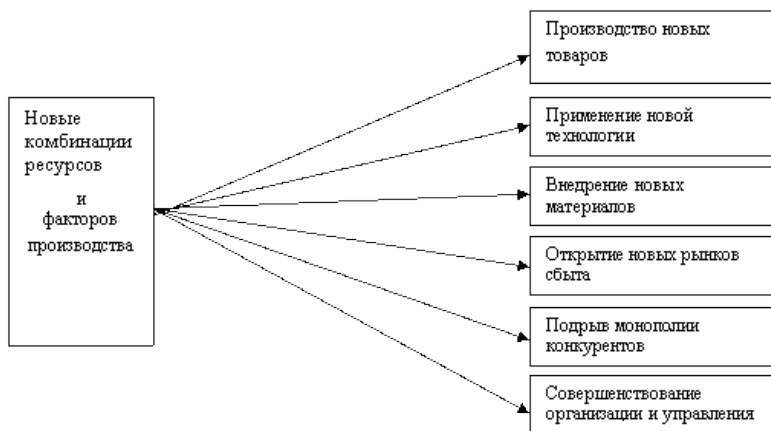 Новые
комбинации
ресурсов
и
факторов
производства
Производство новых
товаров
Применение новой
технологии
Внедрение новых
материалов
Открытие новых рынков
сбыта
Подрыв монополии
конкурентов
Совершенствование
организации и управления